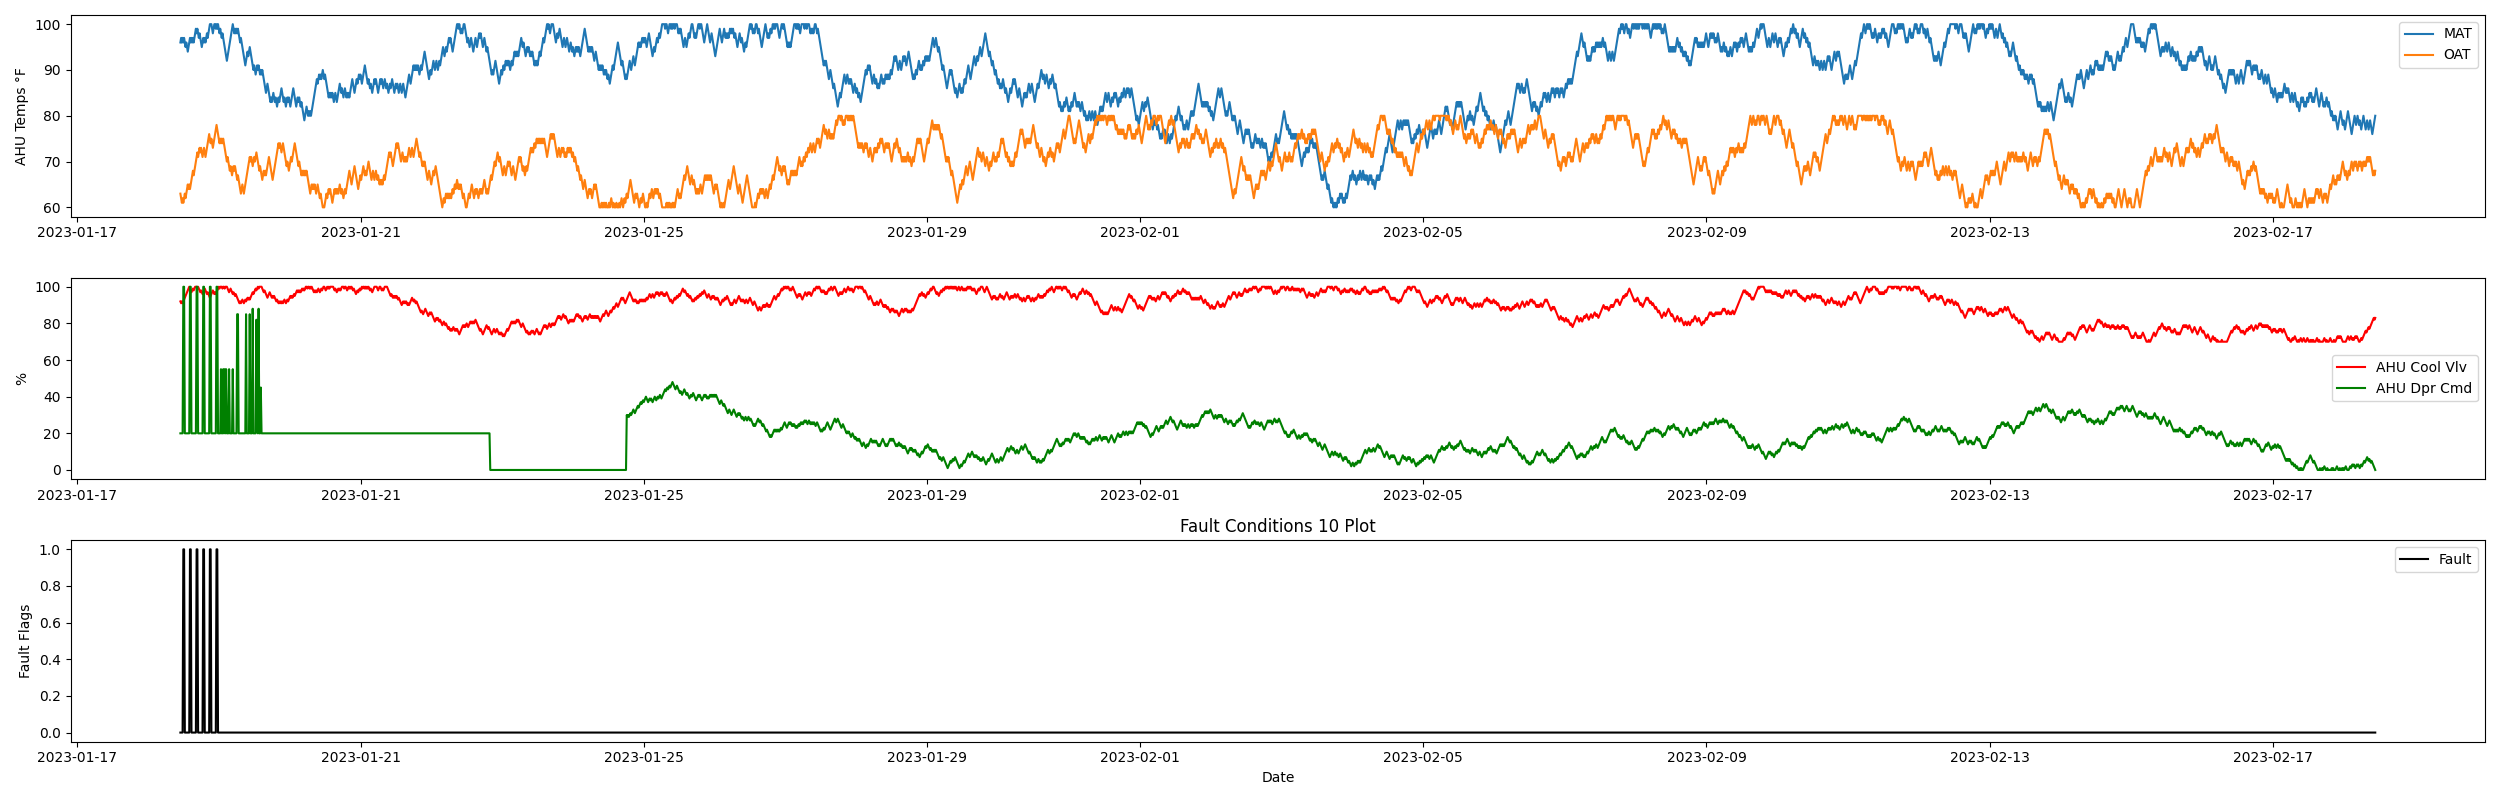 100
90
80
70
60
AHU Temps °F
MAT
OAT
2023-01-17 2023-01-21 2023-01-25 2023-01-29 2023-02-01 2023-02-05 2023-02-09 2023-02-13 2023-02-17
100
80
60
40
20
0
%
AHU Cool Vlv
AHU Dpr Cmd
2023-01-17 2023-01-21 2023-01-25 2023-01-29 2023-02-01 2023-02-05 2023-02-09 2023-02-13 2023-02-17
Fault Conditions 10 Plot
1.0
0.8
0.6
0.4
0.2
0.0
Fault Flags
Fault
2023-01-17 2023-01-21 2023-01-25 2023-01-29 2023-02-01 2023-02-05 2023-02-09 2023-02-13 2023-02-17
Date